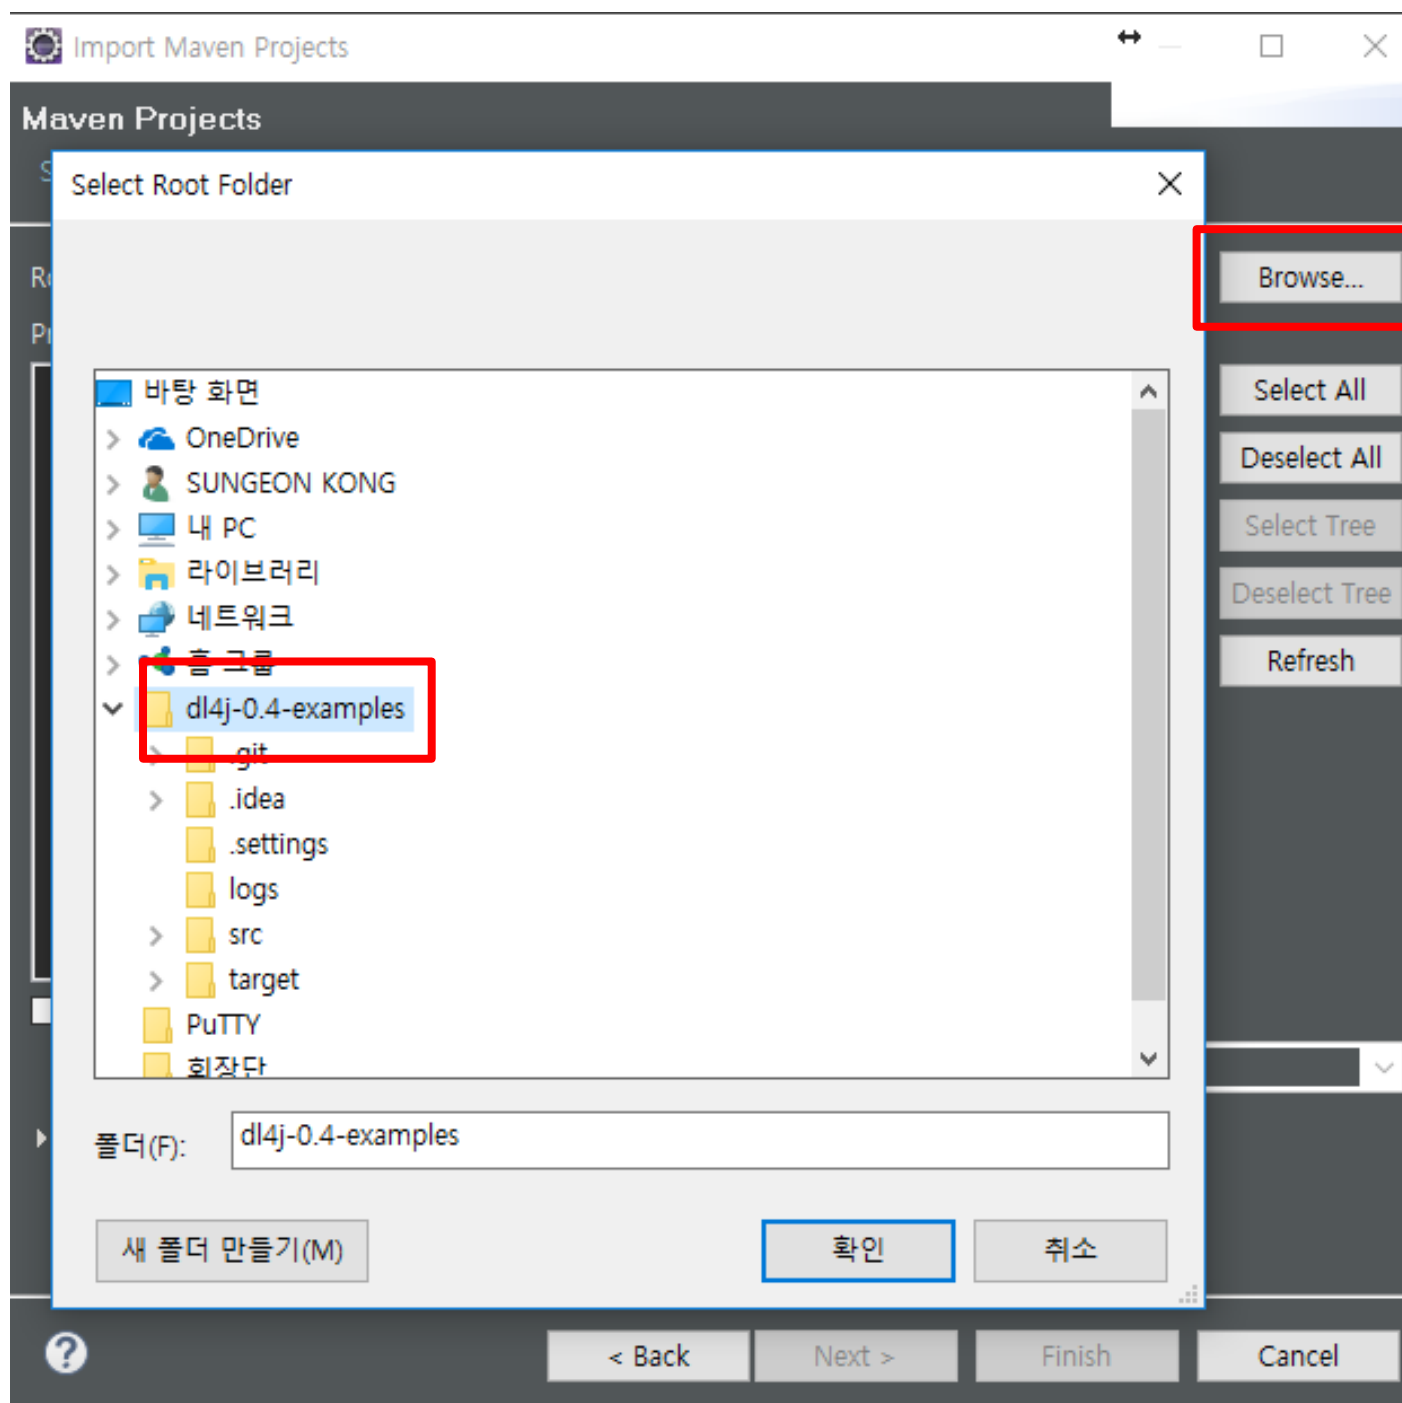 Import Maven Projects
Maven Projects
Select Root Folder
Browse...
바탕 화면
Select All
OneDrive
Deselect All
SUNGEON KONG
내 PC
Select Tree
라이브러리
Deselect Tree
네트워크
홈 그룹
Refresh
dl4j-0.4-examples
.git
.idea
.settings
logs
src
target
PuTTY
회장단
폴더(F):
dl4j-0.4-examples
새 폴더 만들기(M)
확인
취소
< Back
Next >
Finish
Cancel